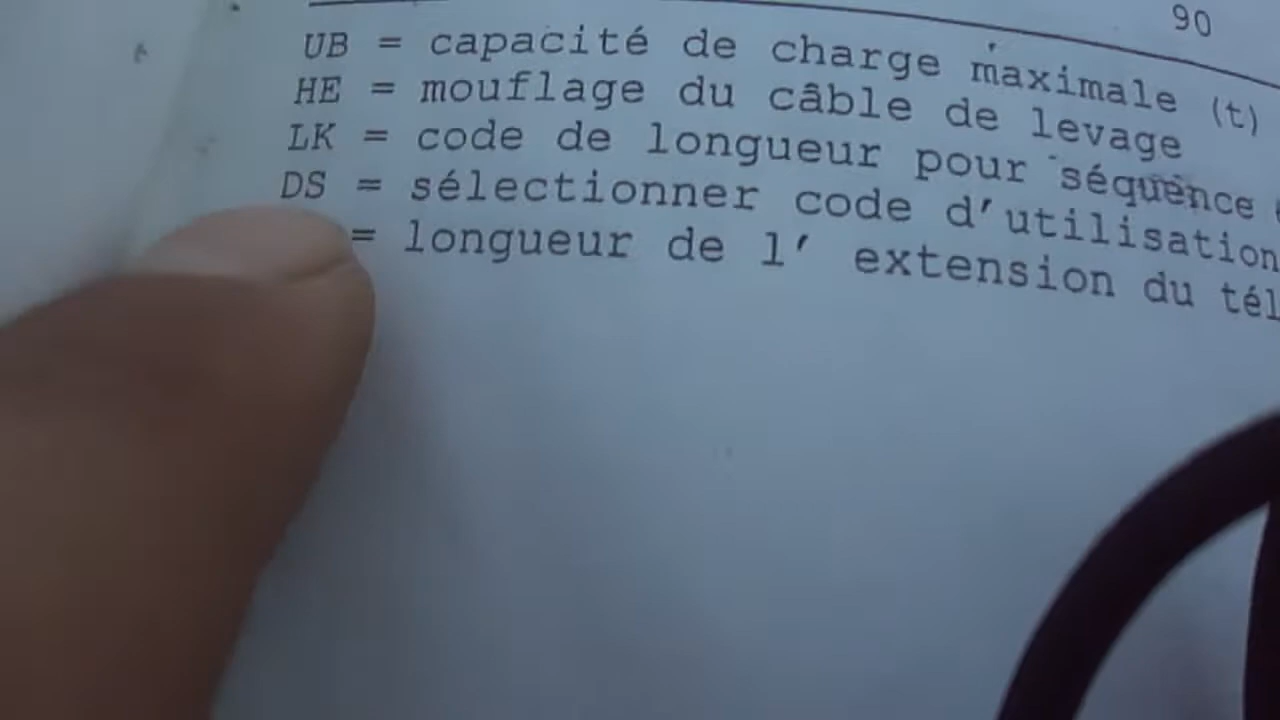 90
UB = capacité de charge maximale (t)
HE = mouflage du câble de levage
LK = code de longueur pour séquence
DS = sélectionner code d'utilisation
= longueur de l' extension du tél